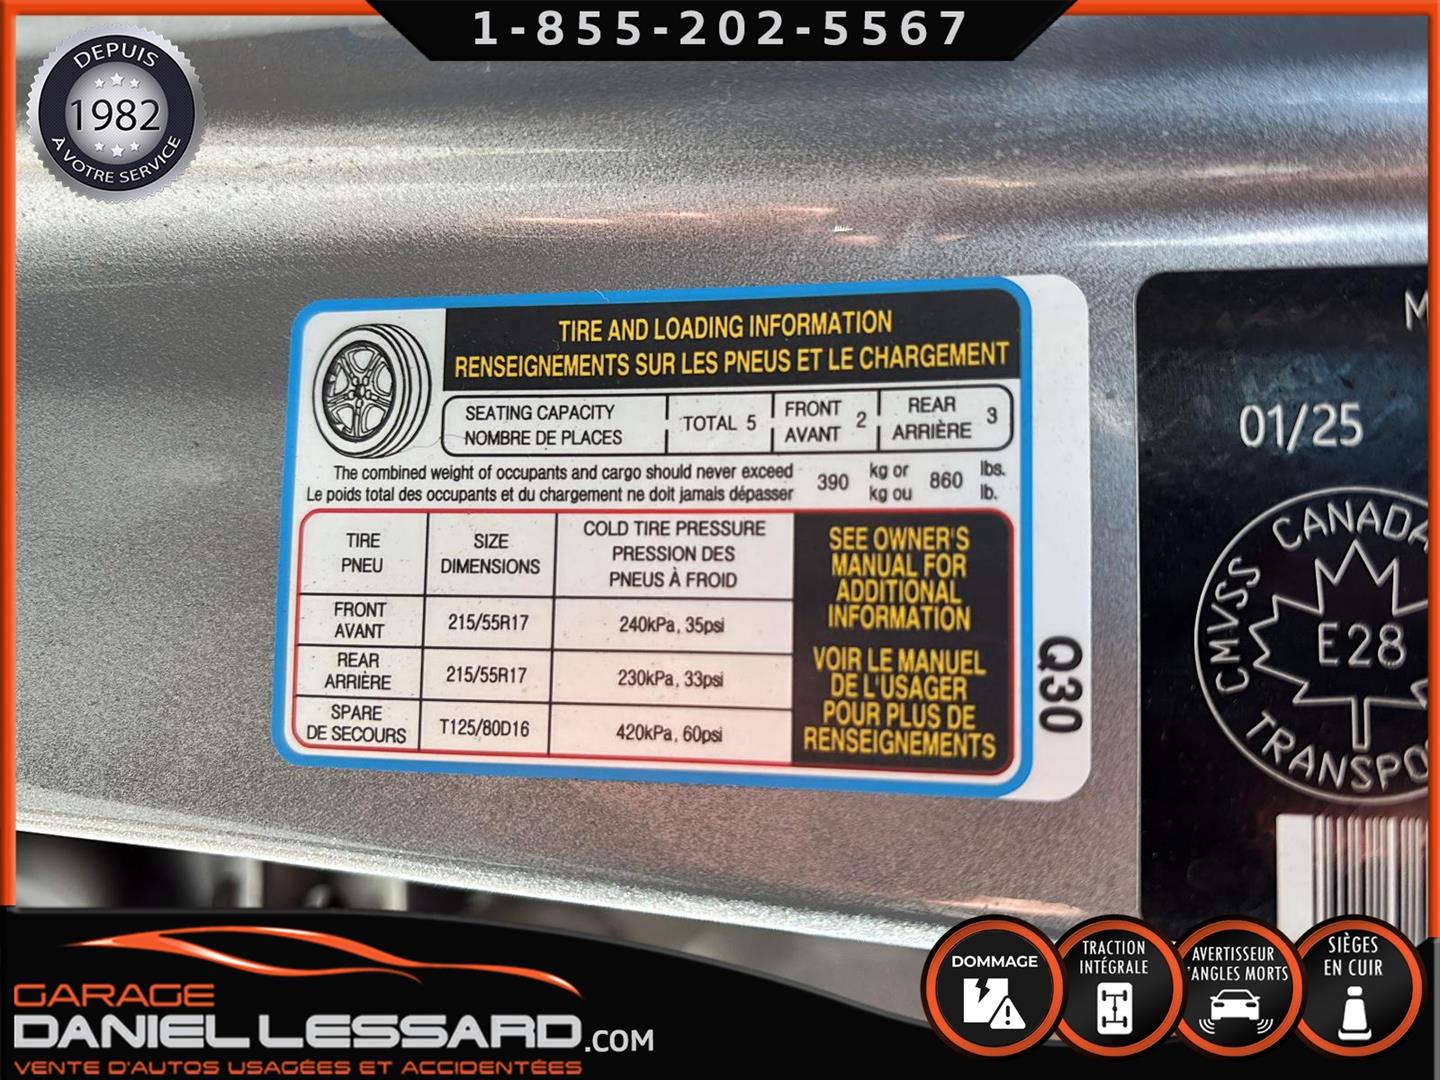 1-855-202-5567
DEPUIS
1982
À VOTRE SERVICE
TIRE AND LOADING INFORMATION
RENSEIGNEMENTS SUR LES PNEUS ET LE CHARGEMENT
SEATING CAPACITY
NOMBRE DE PLACES
TOTAL 5
FRONT
AVANT
2
REAR
ARRIÈRE
3
The combined weight of occupants and cargo should never exceed 390 kg or 860 lbs.
Le poids total des occupants et du chargement ne doit jamais dépasser kg ou lb.
TIRE
PNEU
SIZE
DIMENSIONS
COLD TIRE PRESSURE
PRESSION DES
PNEUS À FROID
FRONT
AVANT
215/55R17
240kPa, 35psi
REAR
ARRIÈRE
215/55R17
230kPa, 33psi
SPARE
DE SECOURS
T125/80D16
420kPa, 60psi
SEE OWNER'S
MANUAL FOR
ADDITIONAL
INFORMATION
VOIR LE MANUEL
DE L'USAGER
POUR PLUS DE
RENSEIGNEMENTS
Q30
M
01/25
CANADA
CMVSS
E28
TRANSPO
GARAGE
DANIEL LESSARD.COM
VENTE D'AUTOS USAGÉES ET ACCIDENTÉES
DOMMAGE
TRACTION
INTÉGRALE
AVERTISSEUR
'ANGLES MORTS
SIÈGES
EN CUIR